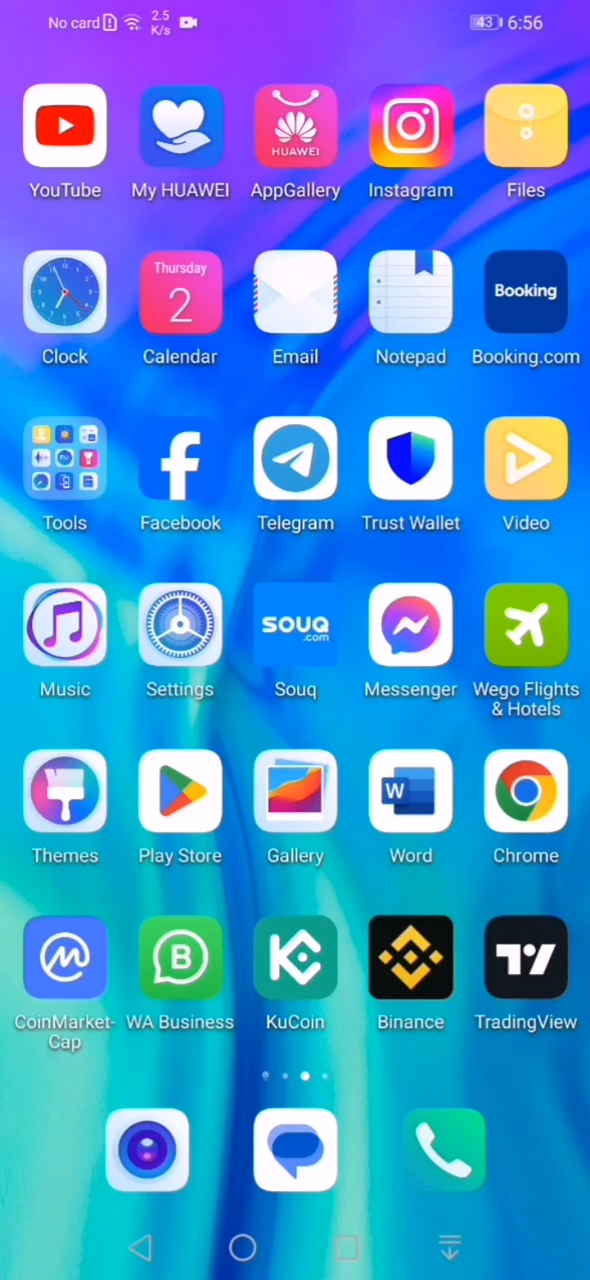 No card 2.5 K/s 43 6:56
HUAWEI
YouTube My HUAWEI AppGallery Instagram Files
Thursday
2
Booking
Clock Calendar Email Notepad Booking.com
Tools Facebook Telegram Trust Wallet Video
souq
.com
Music Settings Souq Messenger Wego Flights
& Hotels
W
Themes Play Store Gallery Word Chrome
B
CoinMarket-
Cap WA Business KuCoin Binance TradingView